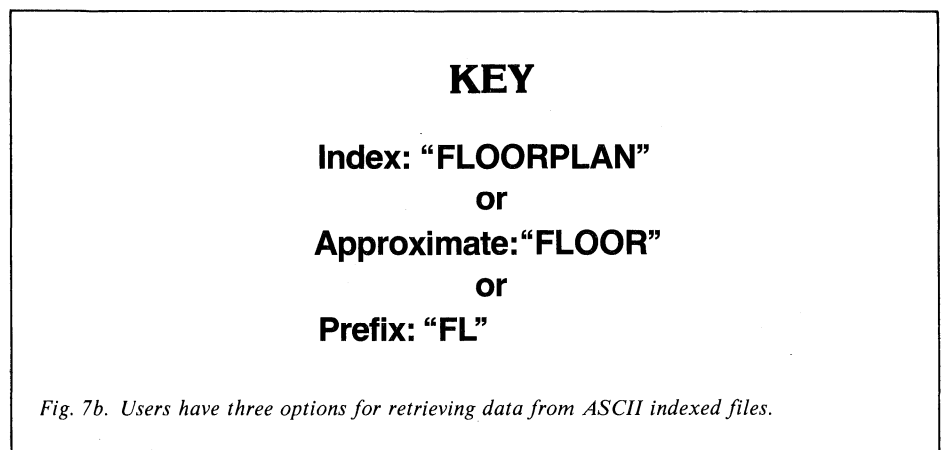 KEY
Index: “FLOORPLAN”
or
Approximate:“FLOOR”
or
Prefix: “FL”
Fig. 7b. Users have three options for retrieving data from ASCII indexed files.